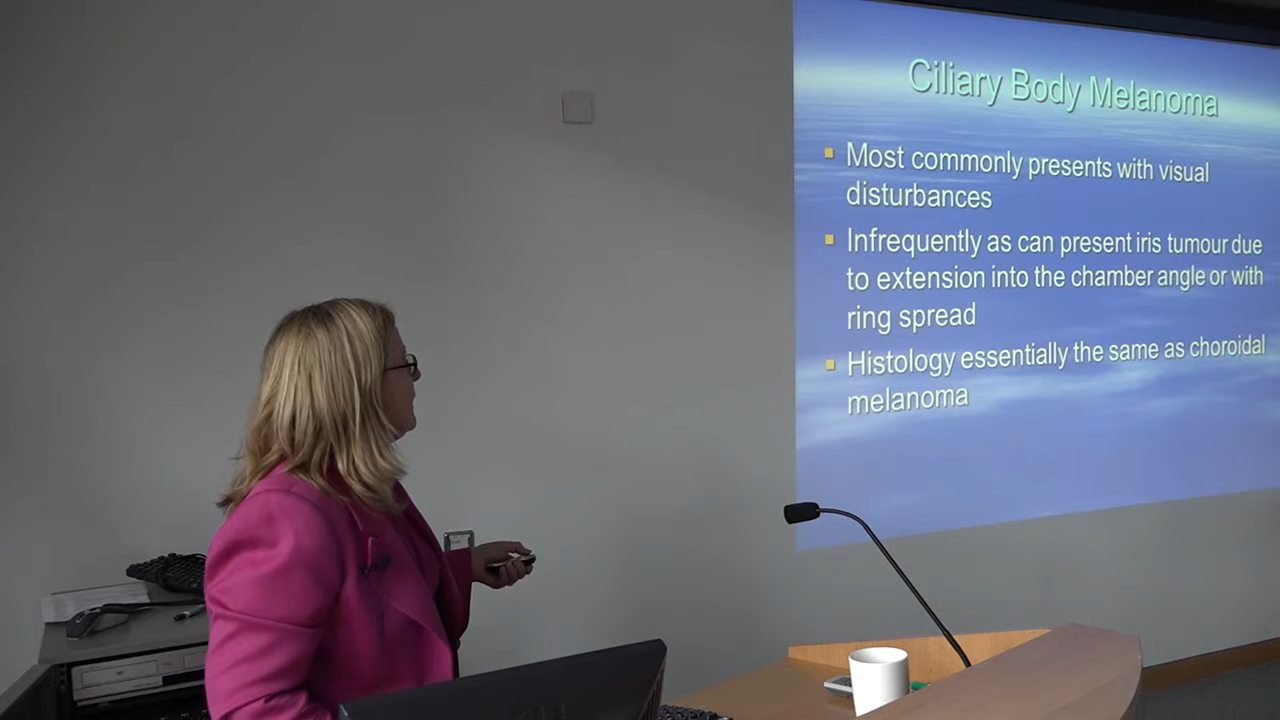 Ciliary Body Melanoma
Most commonly presents with visual
disturbances
Infrequently as can present iris tumour due
to extension into the chamber angle or with
ring spread
Histology essentially the same as choroidal
melanoma